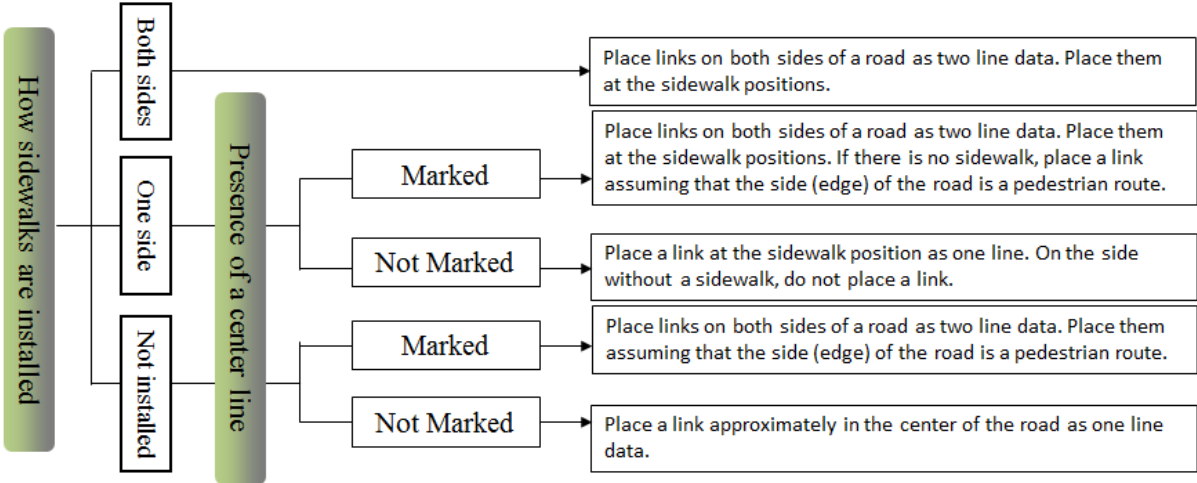 How sidewalks are installed
Both sides
Place links on both sides of a road as two line data. Place them
at the sidewalk positions.
One side
Presence of a center line
Marked
Place links on both sides of a road as two line data. Place them
at the sidewalk positions. If there is no sidewalk, place a link
assuming that the side (edge) of the road is a pedestrian route.
Not Marked
Place a link at the sidewalk position as one line. On the side
without a sidewalk, do not place a link.
Not installed
Marked
Place links on both sides of a road as two line data. Place them
assuming that the side (edge) of the road is a pedestrian route.
Not Marked
Place a link approximately in the center of the road as one line
data.